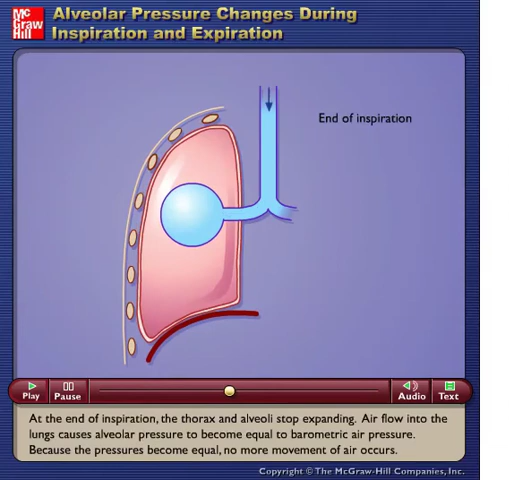 Mc
Graw
Hill
Alveolar Pressure Changes During
Inspiration and Expiration
End of inspiration
Play
Pause
Audio
Text
At the end of inspiration, the thorax and alveoli stop expanding. Air flow into the
lungs causes alveolar pressure to become equal to barometric air pressure.
Because the pressures become equal, no more movement of air occurs.
Copyright © The McGraw-Hill Companies, Inc.